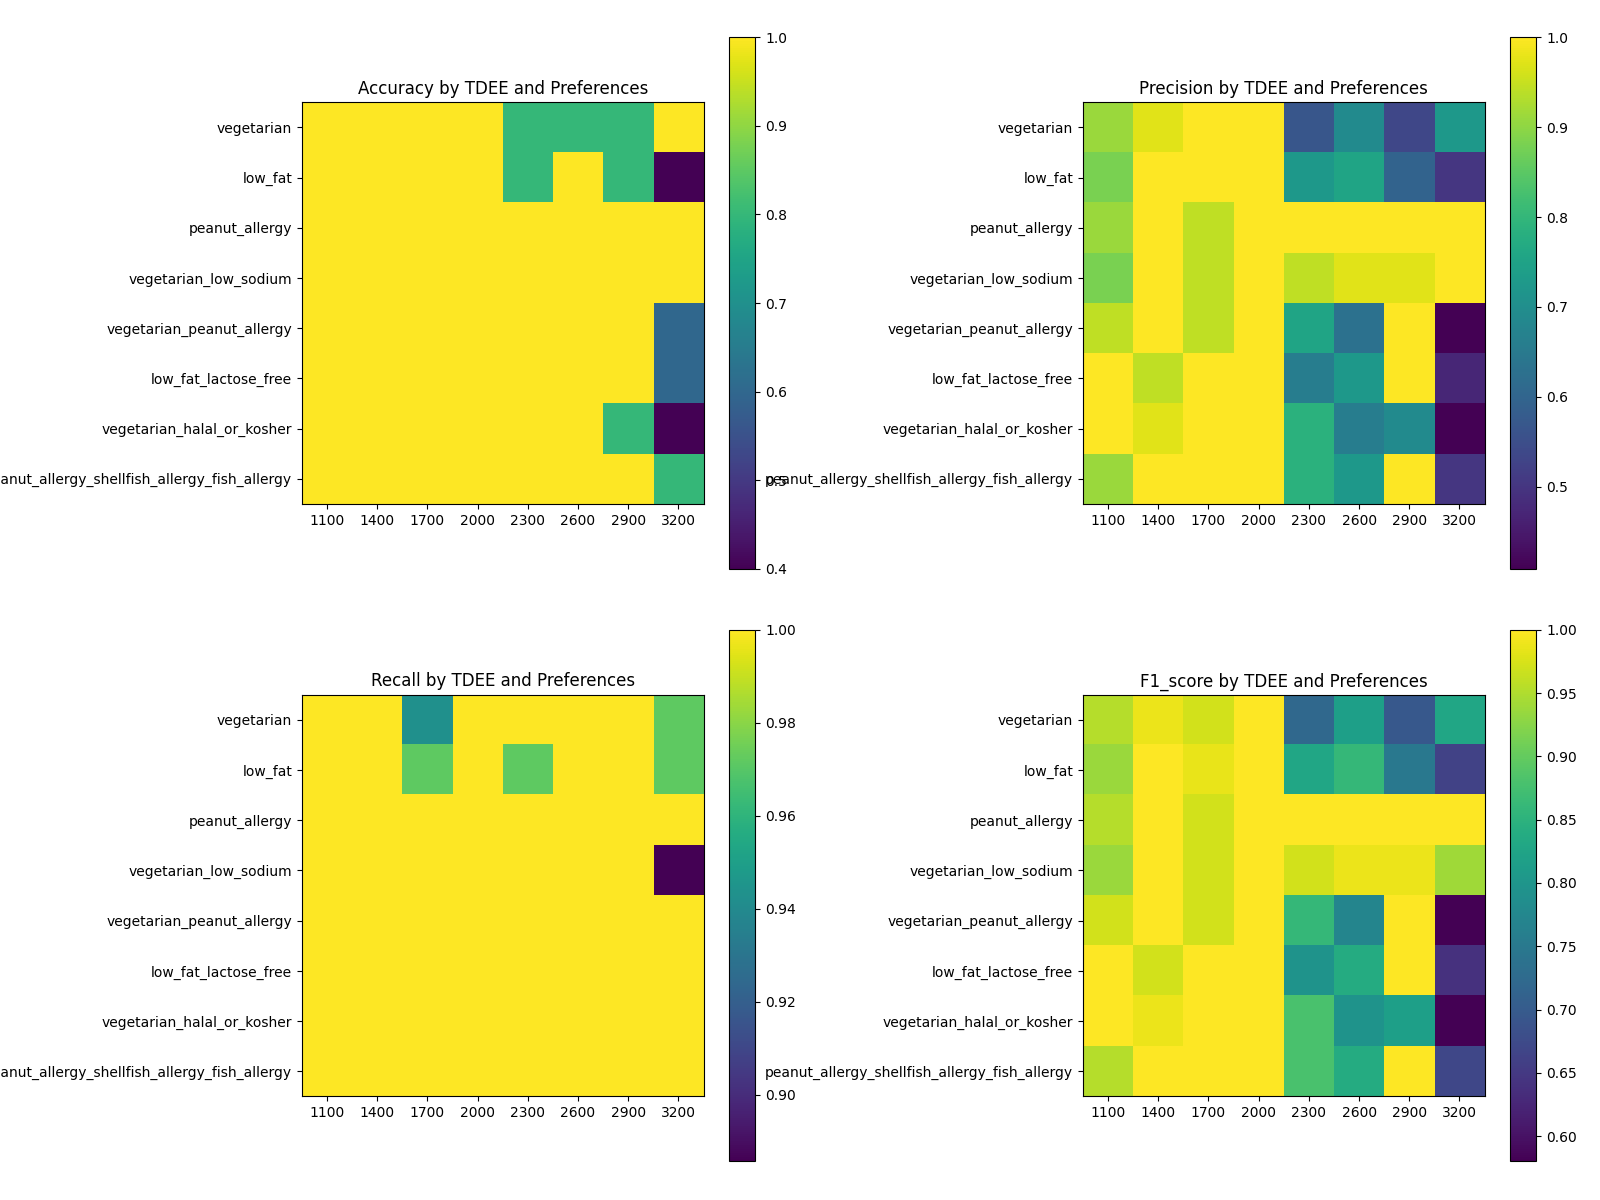 Accuracy by TDEE and Preferences
vegetarian
low_fat
peanut_allergy
vegetarian_low_sodium
vegetarian_peanut_allergy
low_fat_lactose_free
vegetarian_halal_or_kosher
anut_allergy_shellfish_allergy_fish_allergy
1100 1400 1700 2000 2300 2600 2900 3200
1.0
0.9
0.8
0.7
0.6
0.4
Precision by TDEE and Preferences
vegetarian
low_fat
peanut_allergy
vegetarian_low_sodium
vegetarian_peanut_allergy
low_fat_lactose_free
vegetarian_halal_or_kosher
peanut_allergy_shellfish_allergy_fish_allergy
1100 1400 1700 2000 2300 2600 2900 3200
1.0
0.9
0.8
0.7
0.6
0.5
Recall by TDEE and Preferences
vegetarian
low_fat
peanut_allergy
vegetarian_low_sodium
vegetarian_peanut_allergy
low_fat_lactose_free
vegetarian_halal_or_kosher
anut_allergy_shellfish_allergy_fish_allergy
1100 1400 1700 2000 2300 2600 2900 3200
1.00
0.98
0.96
0.94
0.92
0.90
F1_score by TDEE and Preferences
vegetarian
low_fat
peanut_allergy
vegetarian_low_sodium
vegetarian_peanut_allergy
low_fat_lactose_free
vegetarian_halal_or_kosher
peanut_allergy_shellfish_allergy_fish_allergy
1100 1400 1700 2000 2300 2600 2900 3200
1.00
0.95
0.90
0.85
0.80
0.75
0.70
0.65
0.60